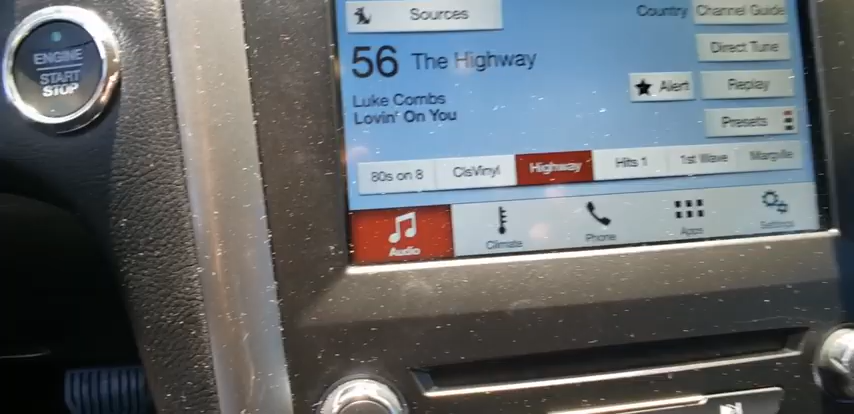 ENGINE
START
STOP
Sources
Country
Channel Guide
56 The Highway
Direct Tune
Luke Combs
Alert
Replay
Lovin' On You
Presets
80s on 8
ClsVinyl
Highway
Hits 1
1st Wave
Margville
Audio
Climate
Phone
Apps
Settings